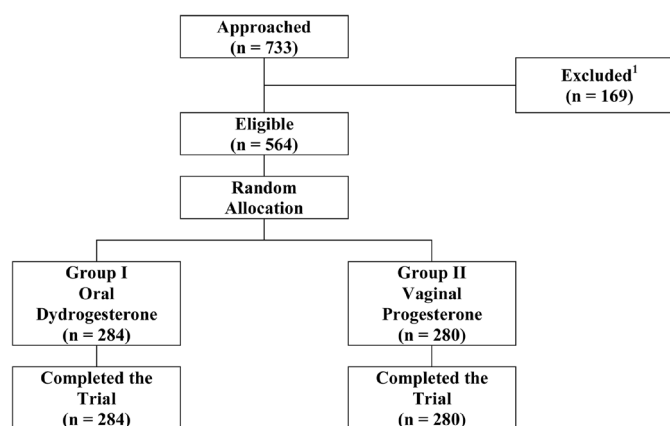 Approached
(n = 733)
Excluded1
(n = 169)
Eligible
(n = 564)
Random
Allocation
Group I
Oral
Dydrogesterone
(n = 284)
Group II
Vaginal
Progesterone
(n = 280)
Completed the
Trial
(n = 284)
Completed the
Trial
(n = 280)